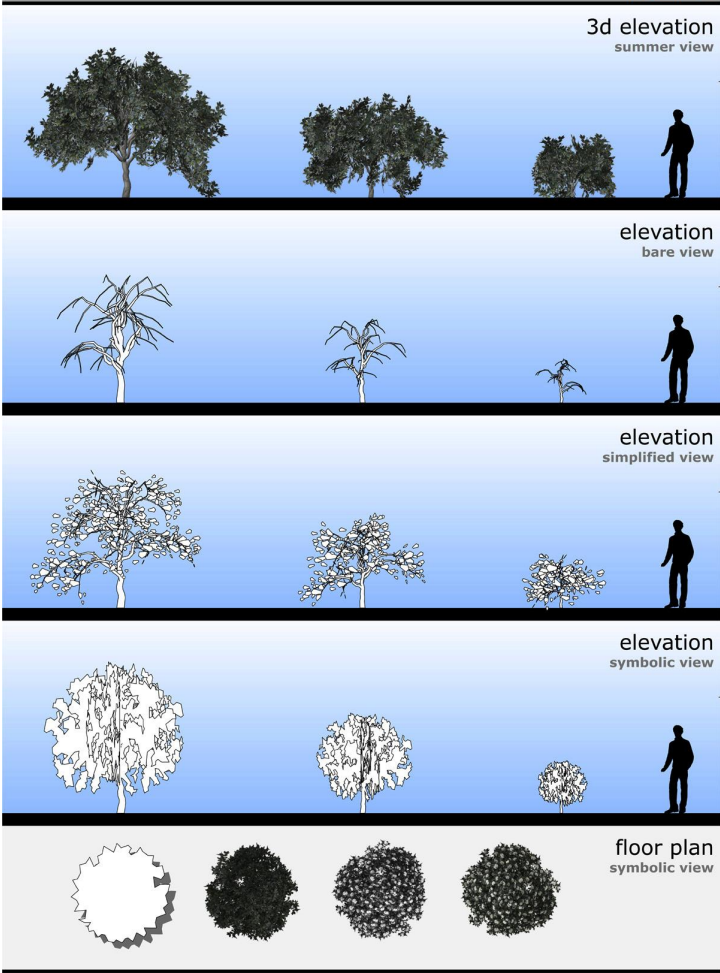 3d elevation
summer view
elevation
bare view
elevation
simplified view
elevation
symbolic view
floor plan
symbolic view